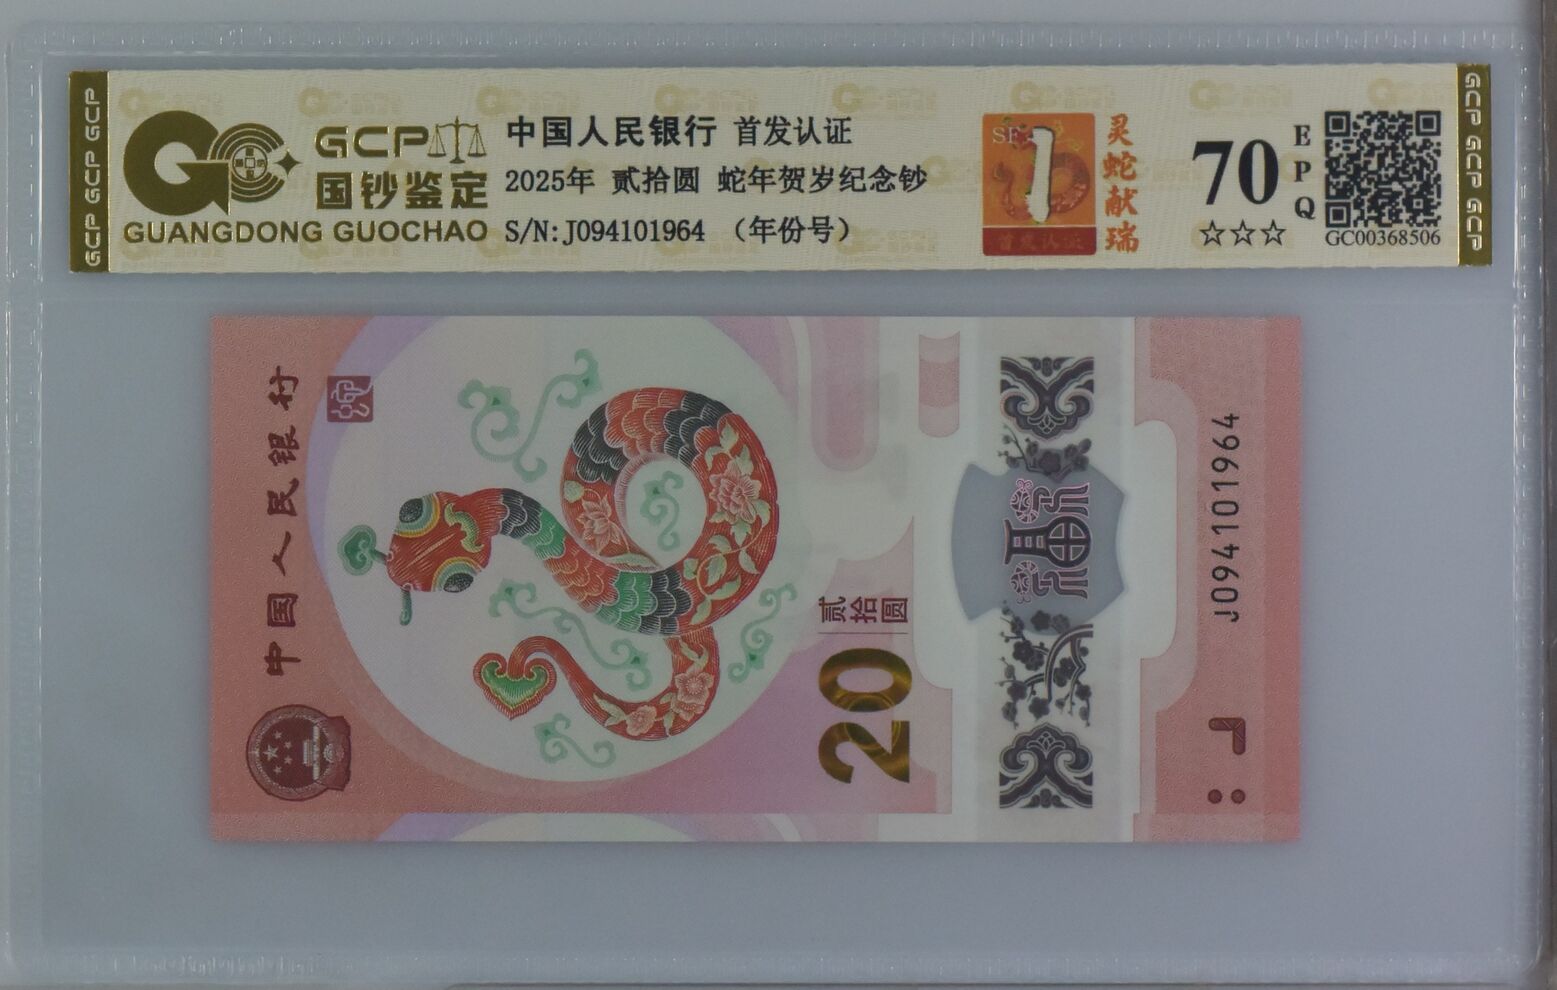 GCP GCP GCP
GCP
国钞鉴定
GUANGDONG GUOCHAO
中国人民银行 首发认证
2025年 贰拾圆 蛇年贺岁纪念钞
S/N:J094101964 （年份号）
1
首发认证
灵蛇献瑞
70
EPQ
☆☆☆
GC00368506
GCP GCP GCP
中国人民银行
贰拾圆
20
J094101964